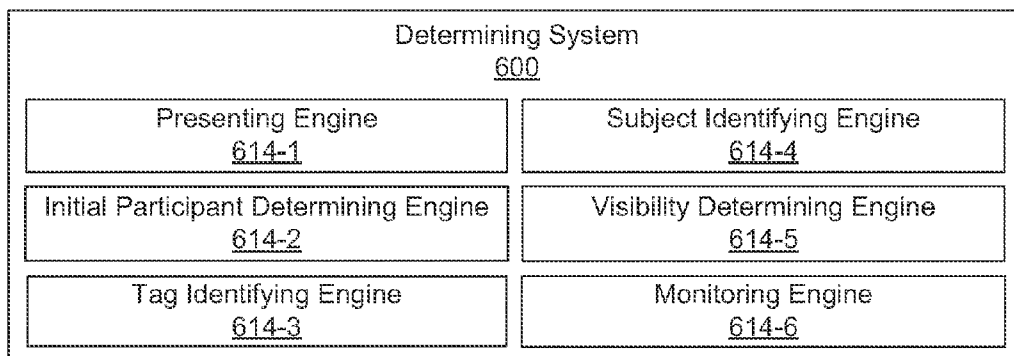 Determining System
600
Presenting Engine
614-1
Subject Identifying Engine
614-4
Initial Participant Determining Engine
614-2
Visibility Determining Engine
614-5
Tag Identifying Engine
614-3
Monitoring Engine
614-6